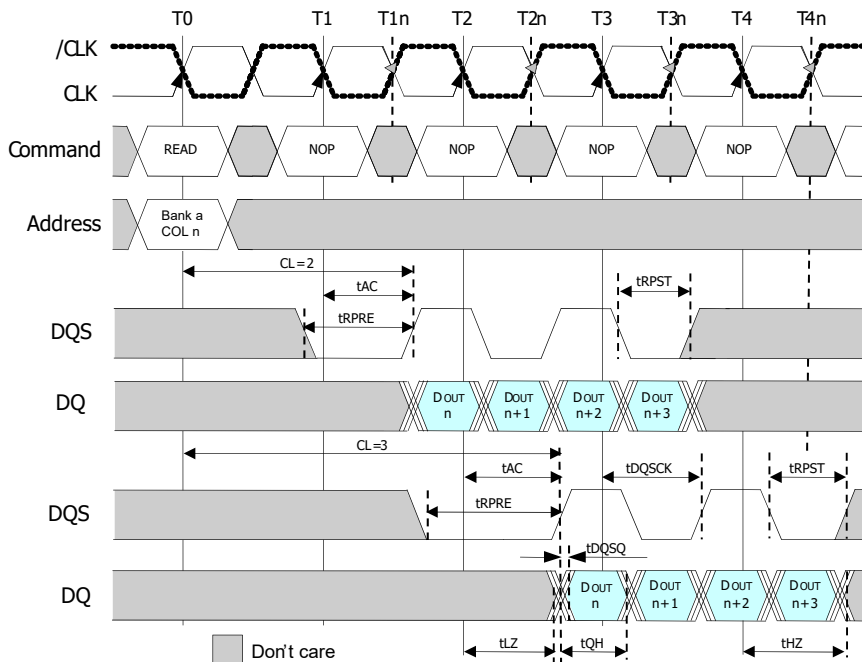 T0 T1 T1n T2 T2n T3 T3n T4 T4n
/CLK
CLK
Command READ NOP NOP NOP NOP
Address Bank a
COL n
CL=2
tAC
tRPRE
tRPST
DQS
DQ
DOUT
n
DOUT
n+1
DOUT
n+2
DOUT
n+3
CL=3
tAC
tDQSCK
tRPST
tRPRE
DQS
tDQSQ
DQ
DOUT
n
DOUT
n+1
DOUT
n+2
DOUT
n+3
tLZ tQH tHZ
Don't care